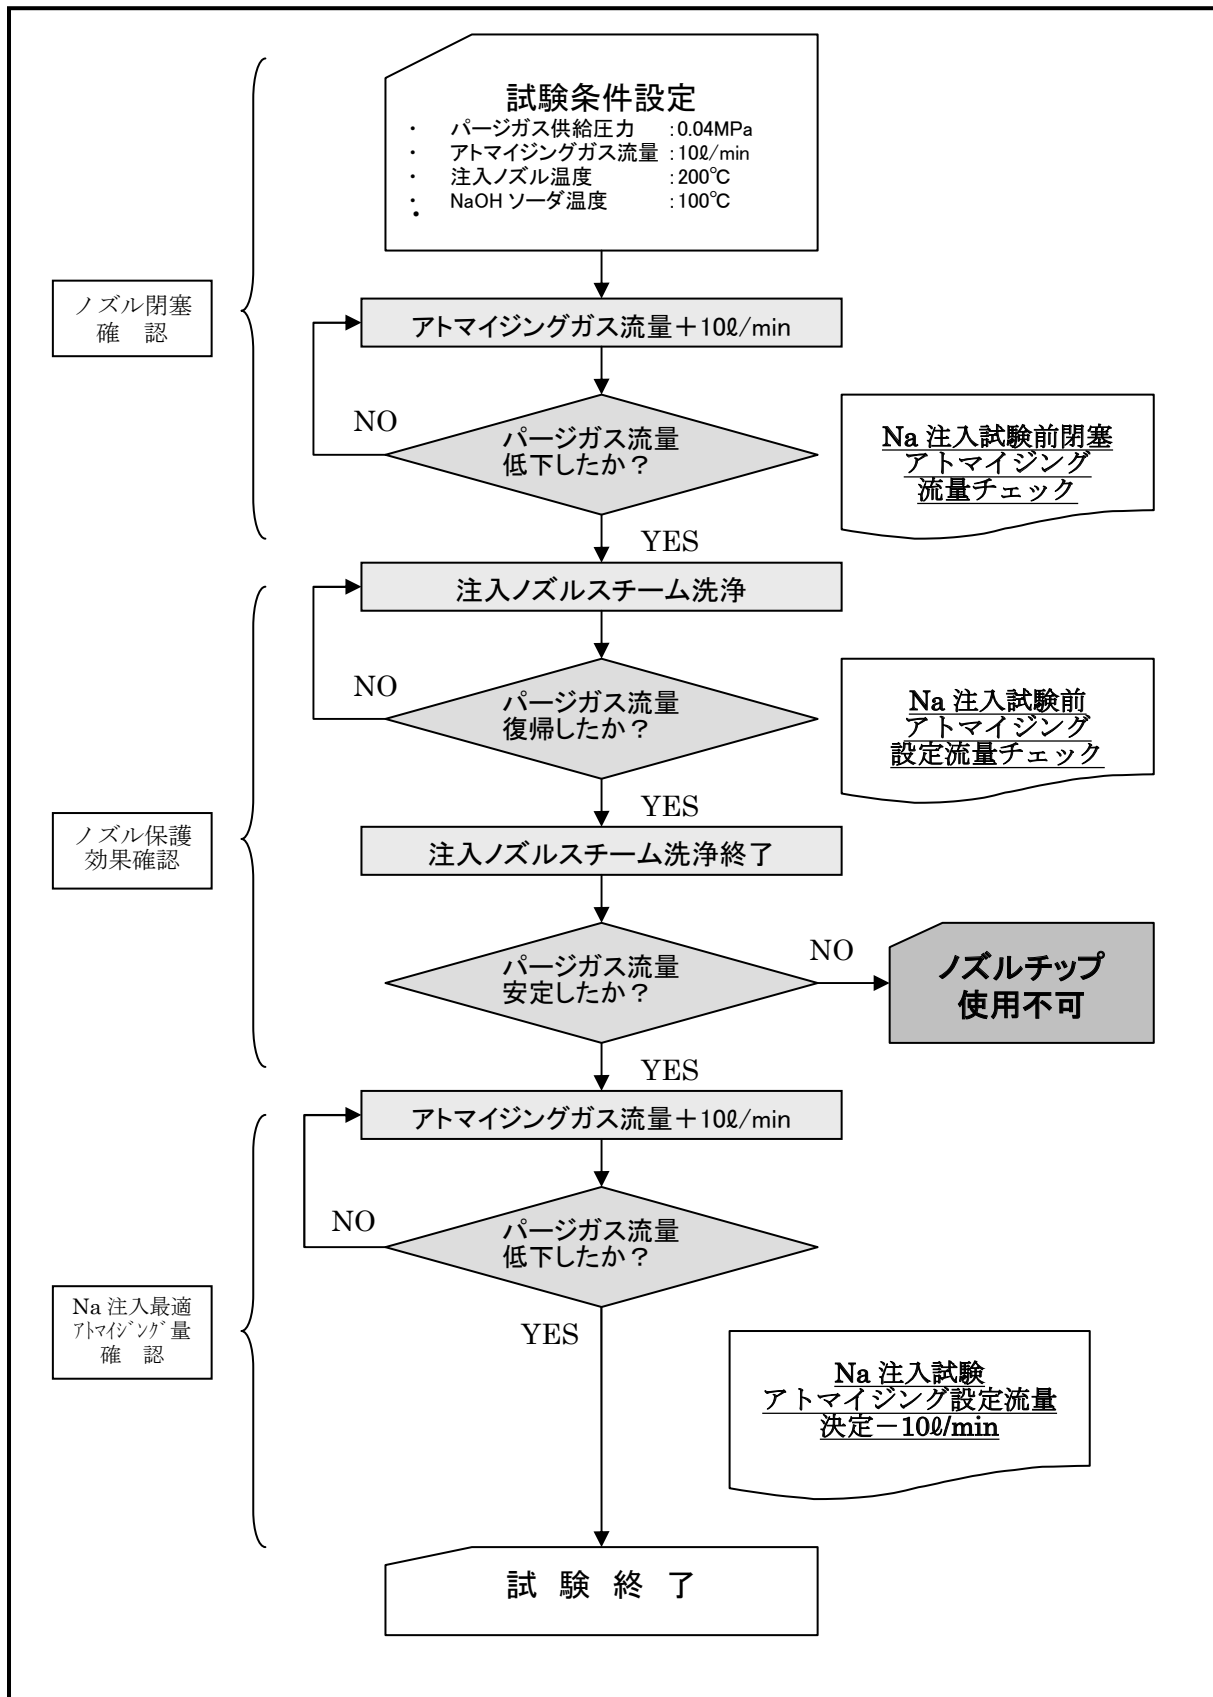 試験条件設定
・ パージガス供給圧力 :0.04MPa
・ アトマイジングガス流量 :10ℓ/min
・ 注入ノズル温度 :200℃
・ NaOH ソーダ温度 :100℃
・
ノズル閉塞
確 認
アトマイジングガス流量＋10ℓ/min
NO
パージガス流量
低下したか？
Na 注入試験前閉塞
アトマイジング
流量チェック
YES
注入ノズルスチーム洗浄
NO
パージガス流量
復帰したか？
Na 注入試験前
アトマイジング
設定流量チェック
YES
ノズル保護
効果確認
注入ノズルスチーム洗浄終了
パージガス流量
安定したか？
NO
ノズルチップ
使用不可
YES
アトマイジングガス流量＋10ℓ/min
NO
パージガス流量
低下したか？
Na 注入最適
ｱﾄﾏｲｼﾞﾝｸﾞ量
確 認
YES
Na 注入試験
アトマイジング設定流量
決定－10ℓ/min
試 験 終 了